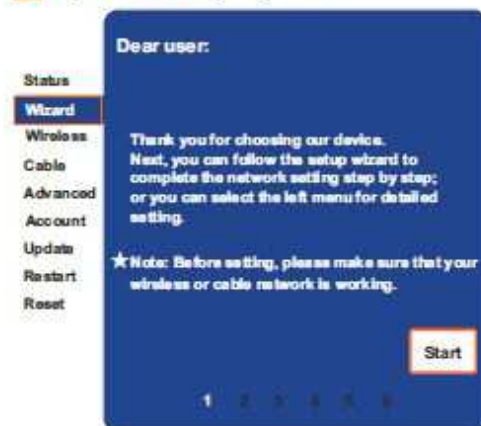 Dear user:
Status
Wizard
Wireless
Cable
Advanced
Account
Update
Restart
Reset
Thank you for choosing our device.
Next, you can follow the setup wizard to
complete the network setting step by step;
or you can select the left menu for detailed
setting.
★Note: Before setting, please make sure that your
wireless or cable network is working.
Start
1 2 3 4 5 6